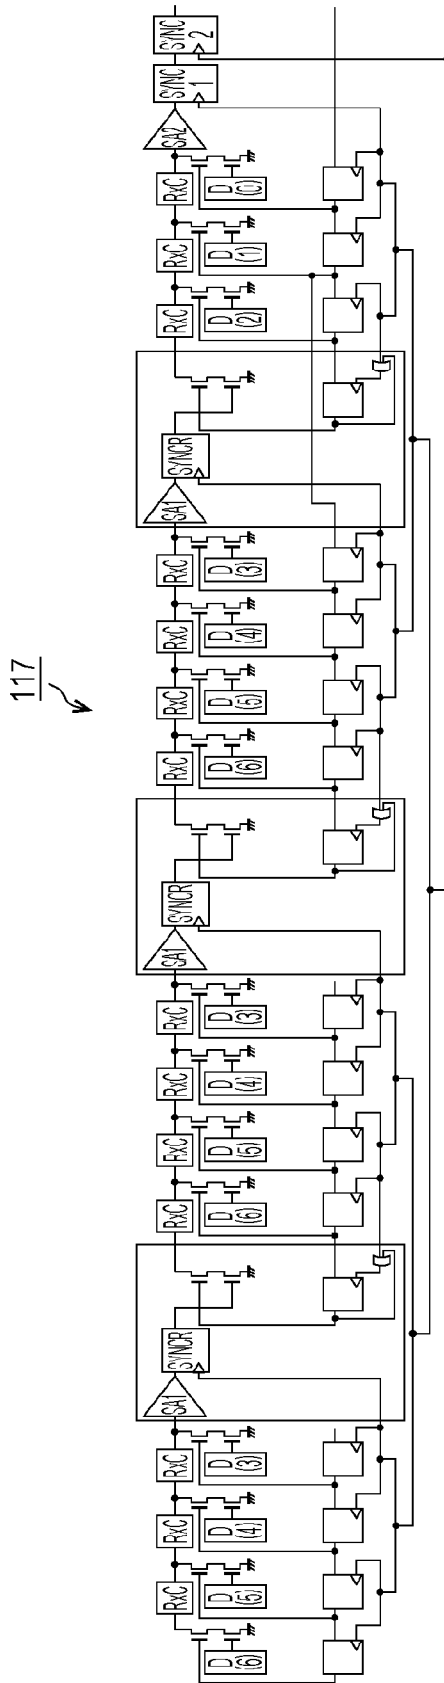 117
RxC
RxC
RxC
SA1
SYNCR
RxC
RxC
RxC
RxC
SA1
SYNCR
RxC
RxC
RxC
RxC
SA1
SYNCR
RxC
RxC
RxC
SA2
SYNC
1
SYNC
2
D
(6)
D
(5)
D
(4)
D
(3)
D
(6)
D
(5)
D
(4)
D
(3)
D
(6)
D
(5)
D
(4)
D
(3)
D
(2)
D
(1)
D
(0)